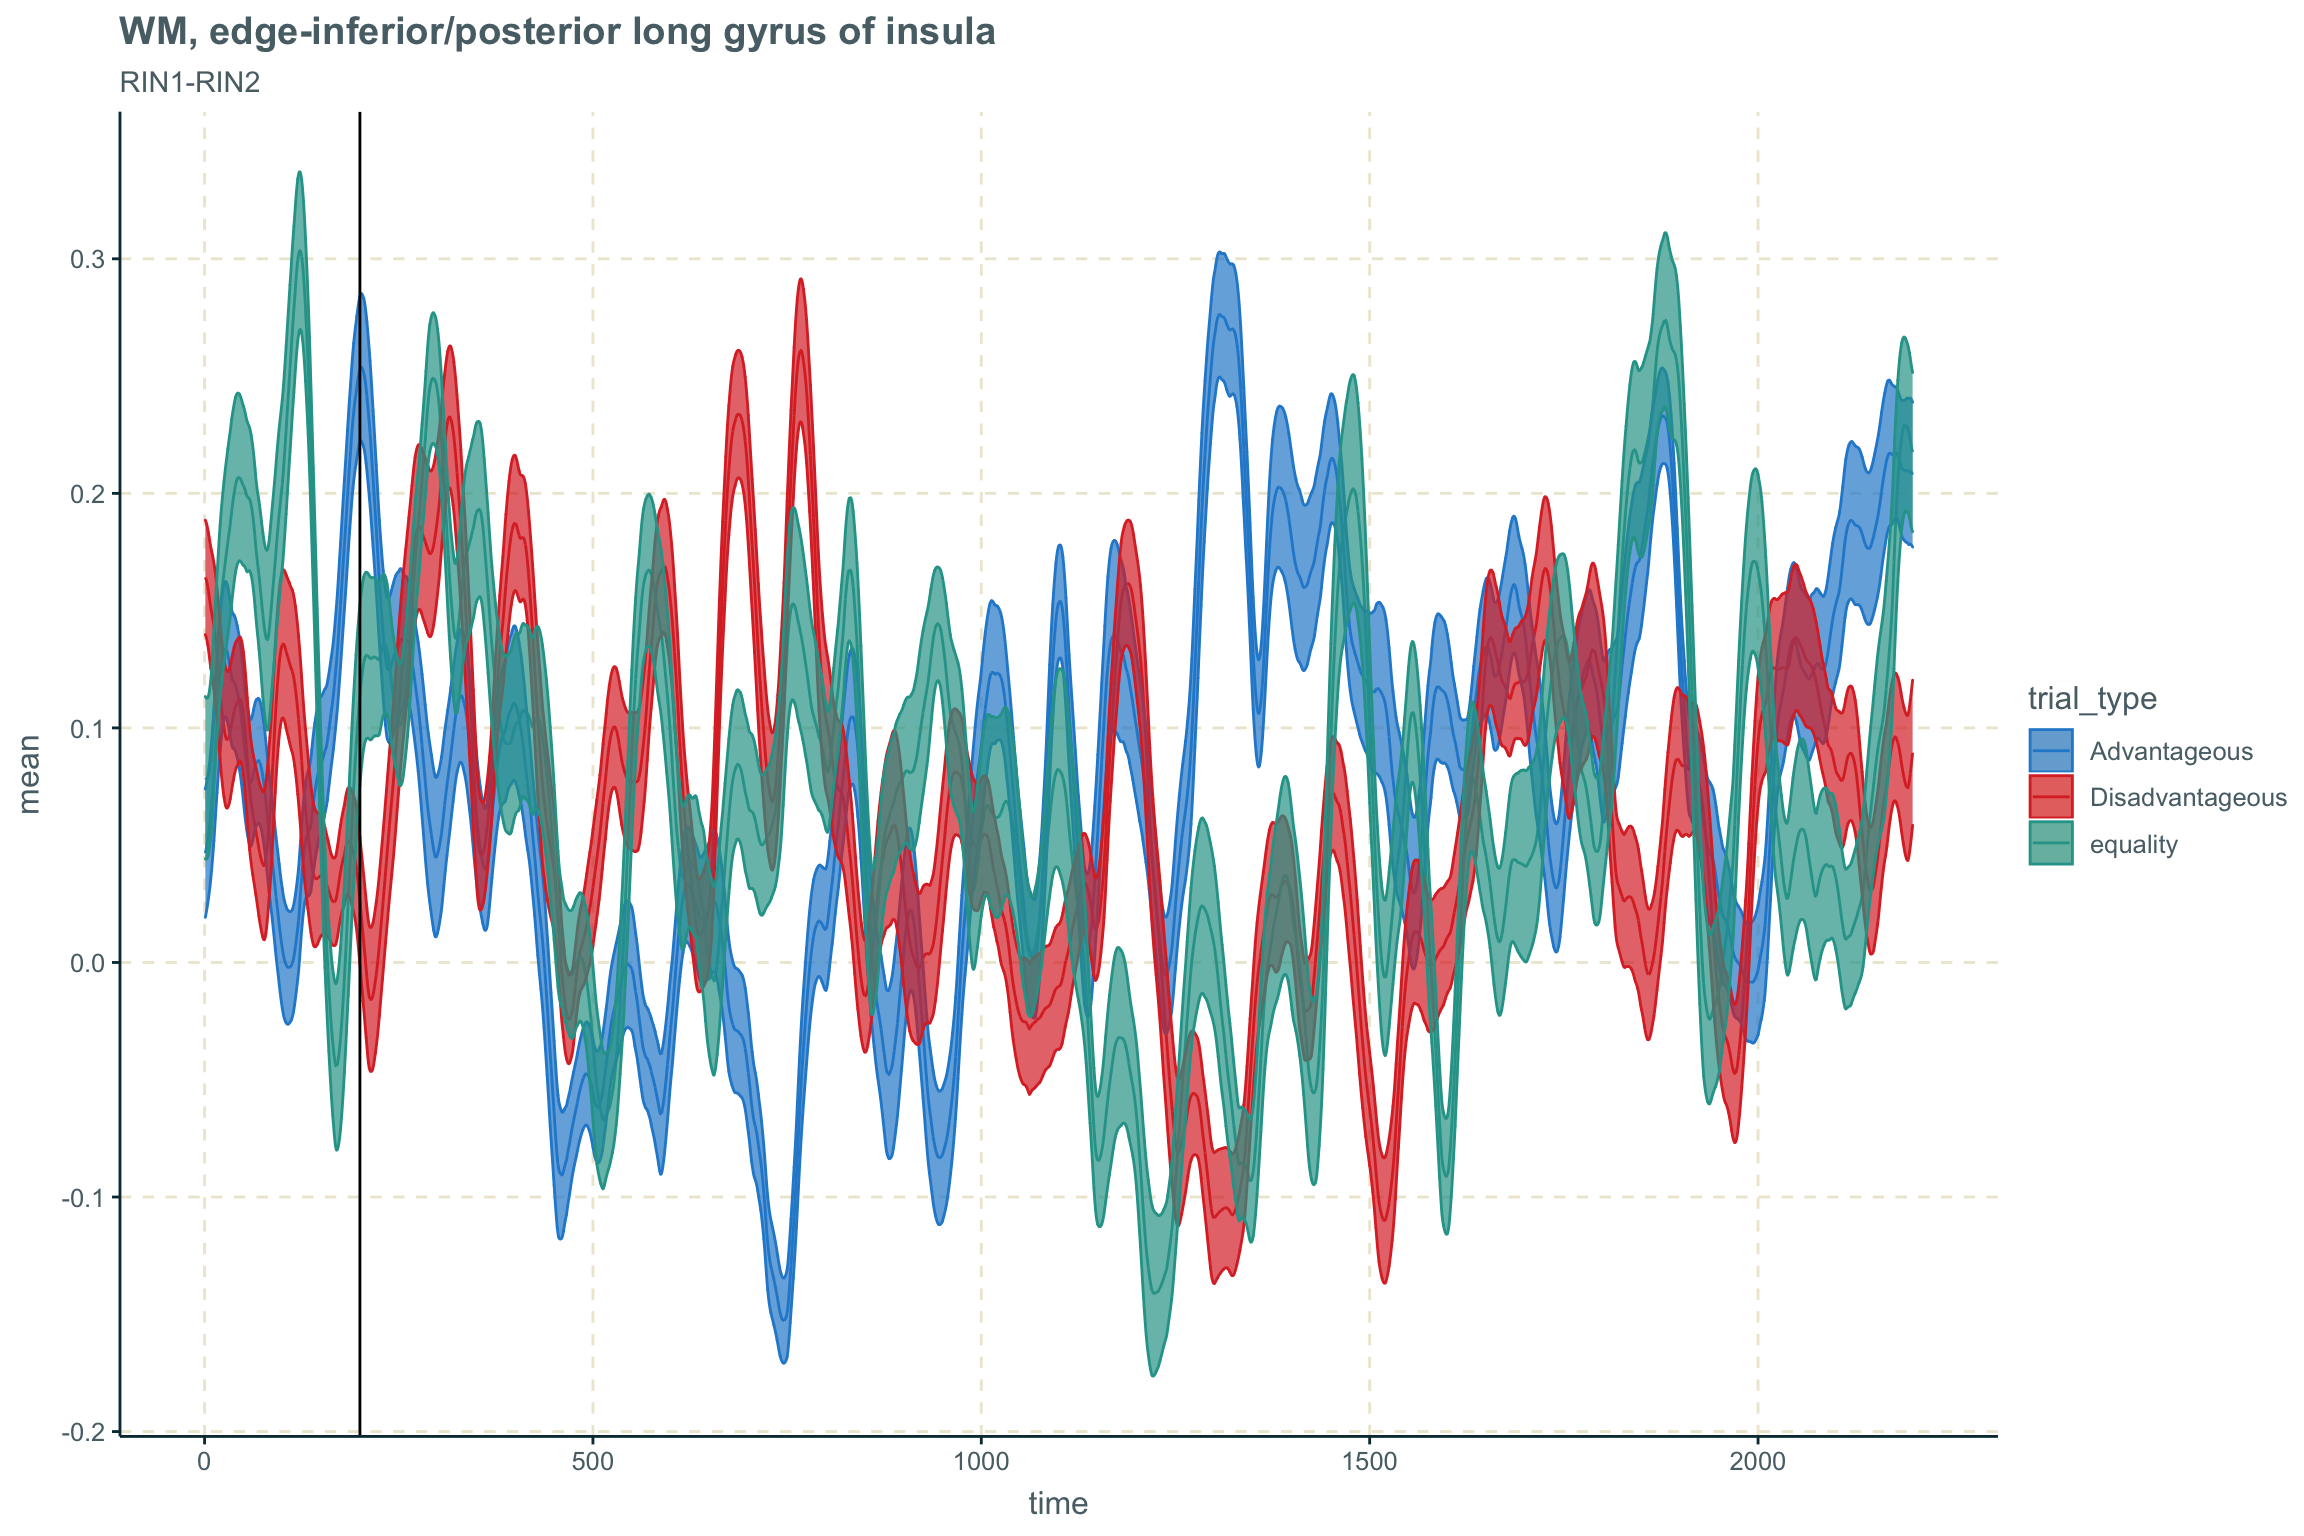 WM, edge-inferior/posterior long gyrus of insula
RIN1-RIN2
mean
0.3
0.2
0.1
0.0
-0.1
-0.2
0
500
1000
1500
2000
time
trial_type
Advantageous
Disadvantageous
equality